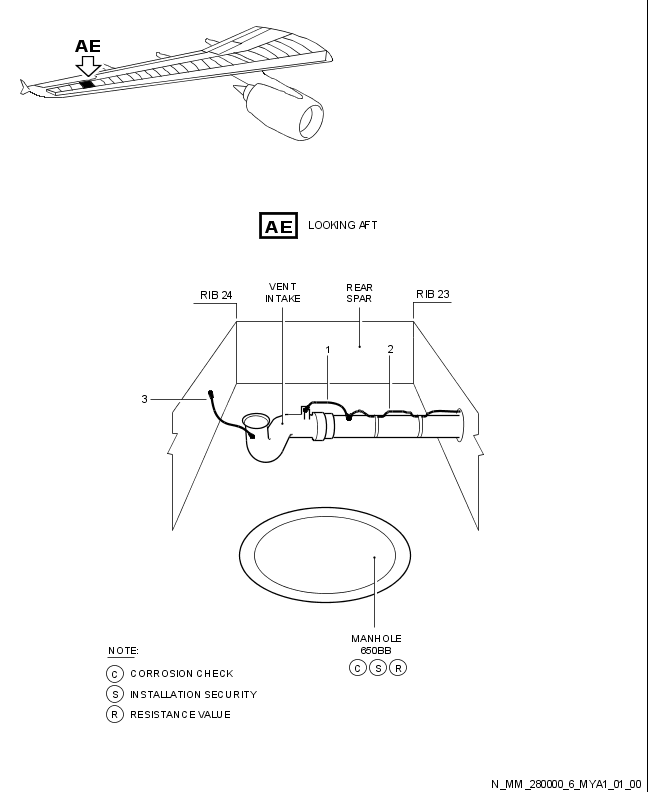 AE
AE LOOKING AFT
RIB 24
VENT
INTAKE
REAR
SPAR
RIB 23
1
2
3
MANHOLE
650BB
C S R
NOTE:
C CORROSION CHECK
S INSTALLATION SECURITY
R RESISTANCE VALUE
N_MM_280000_6_MYA1_01_00